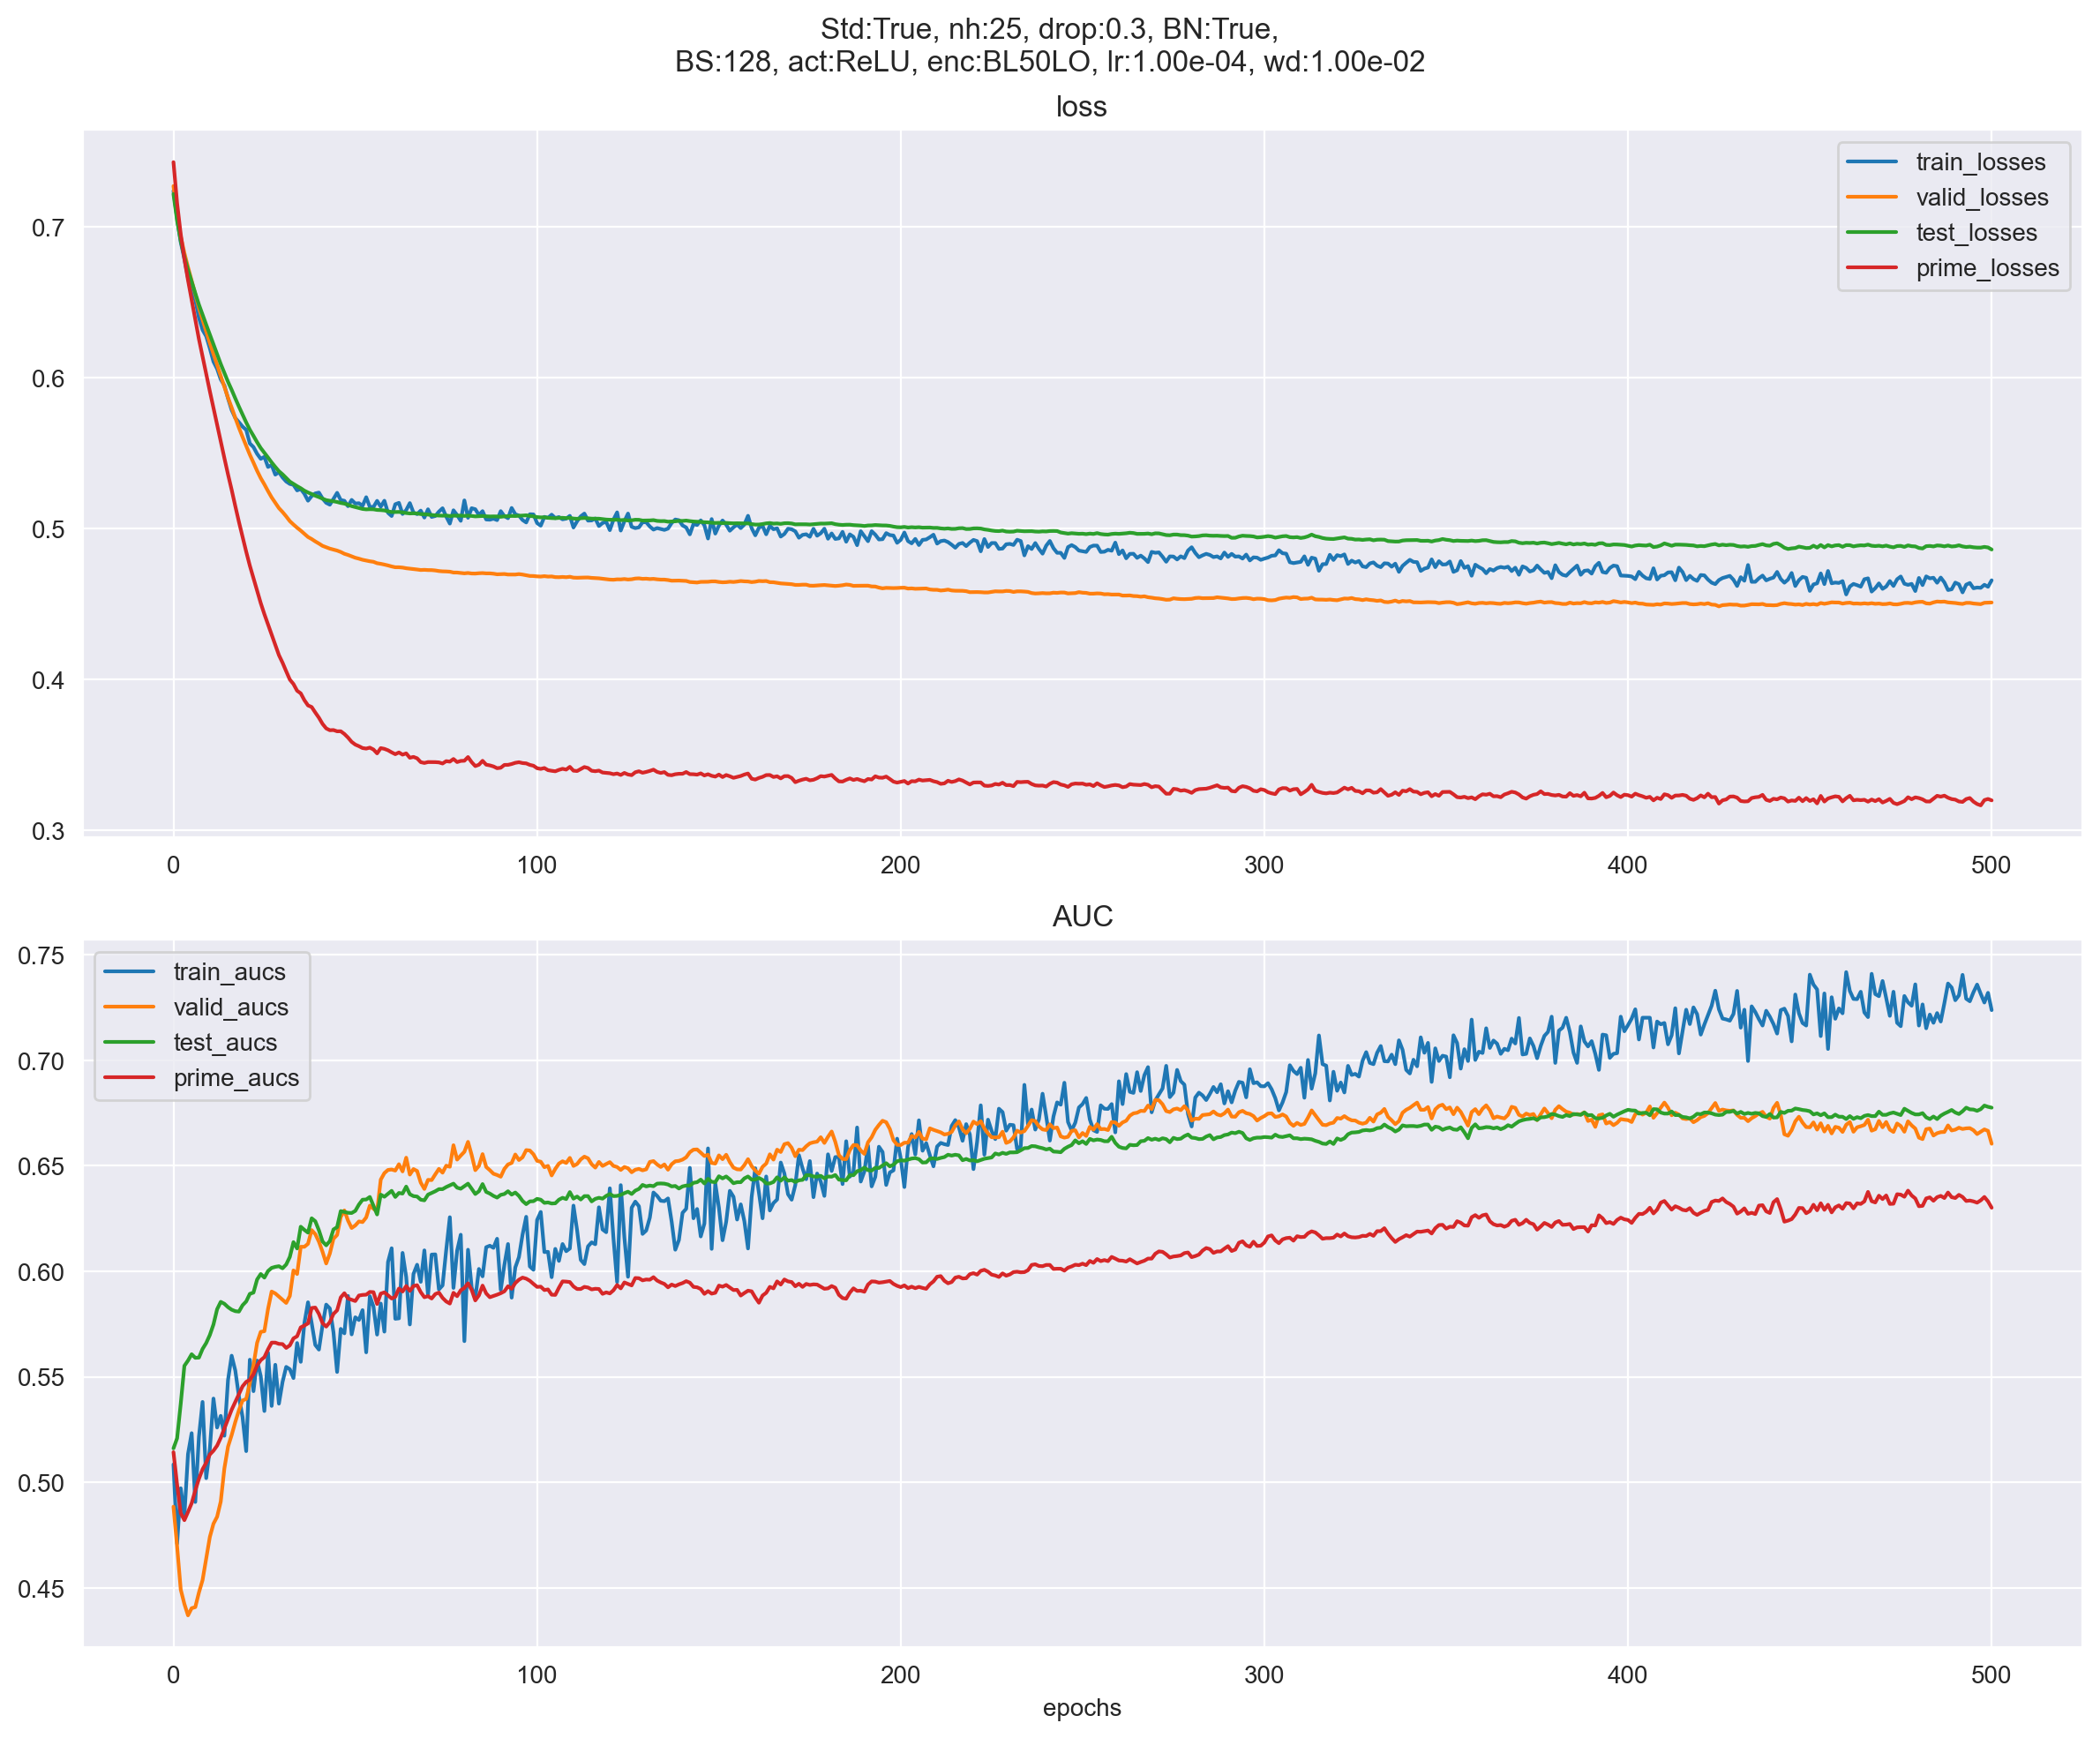 Std:True, nh:25, drop:0.3, BN:True,
BS:128, act:ReLU, enc:BL50LO, lr:1.00e-04, wd:1.00e-02
loss
train_losses
valid_losses
test_losses
prime_losses
0.7
0.6
0.5
0.4
0.3
0 100 200 300 400 500
AUC
train_aucs
valid_aucs
test_aucs
prime_aucs
0.75
0.70
0.65
0.60
0.55
0.50
0.45
0 100 200 300 400 500
epochs